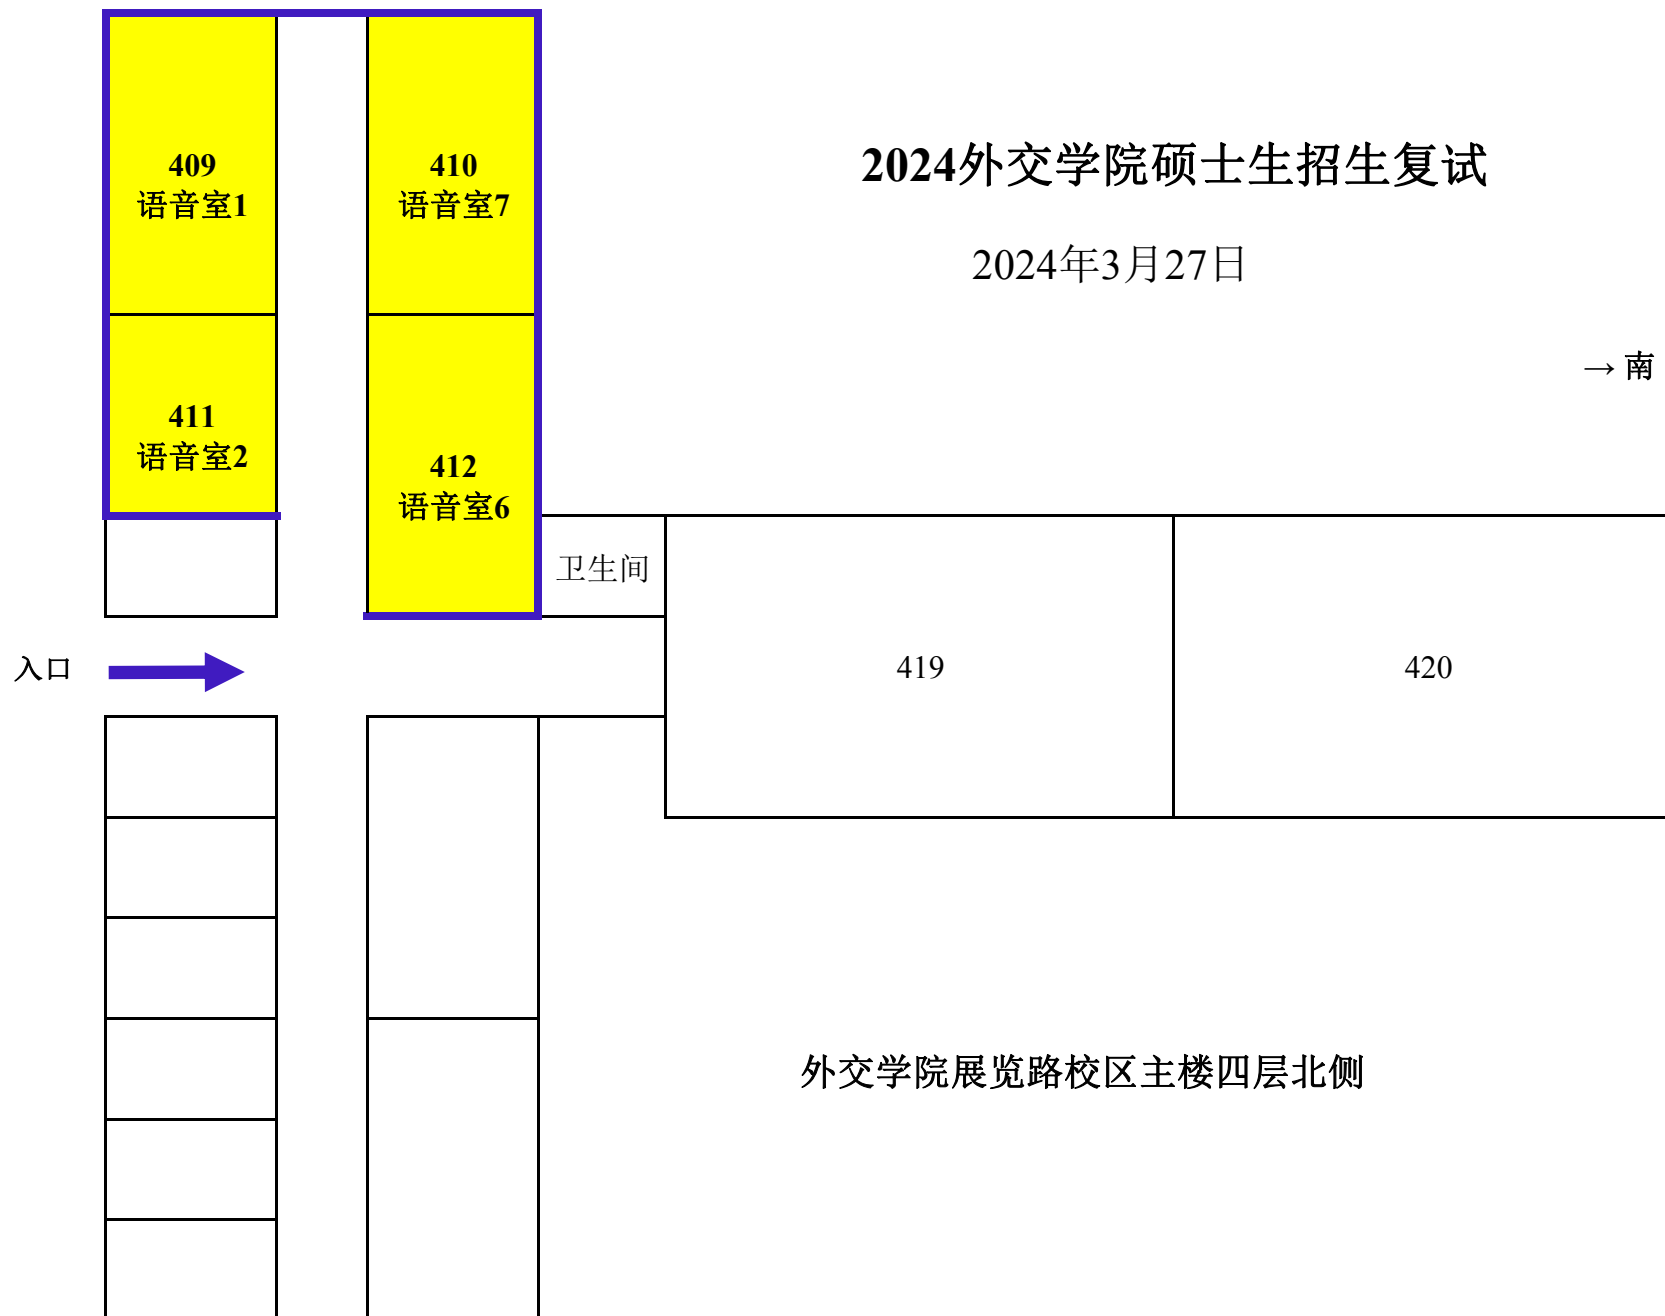 409
语音室1
410
语音室7
2024外交学院硕士生招生复试
2024年3月27日
→ 南
411
语音室2
412
语音室6
卫生间
入口
419
420
外交学院展览路校区主楼四层北侧